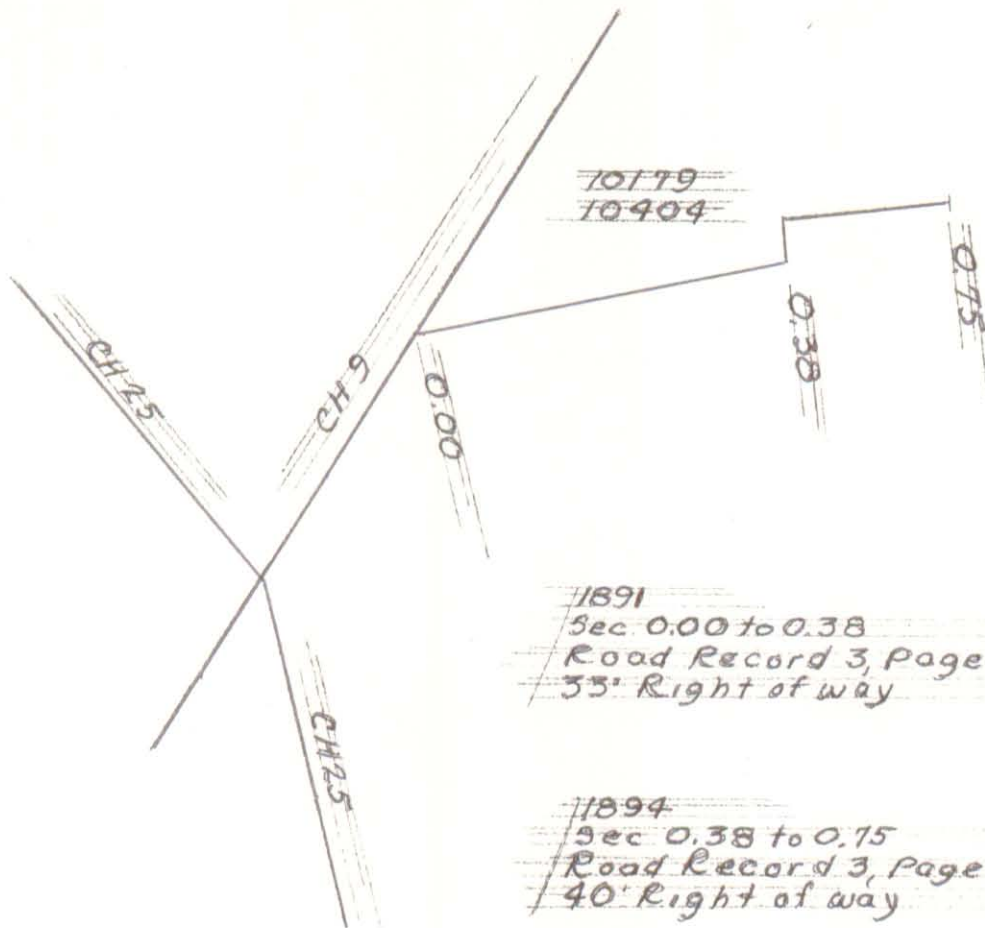 10179
10404
0.75
0.38
CH 25
CH 9
0.00
1891
Sec 0.00 to 0.38
Road Record 3, Page
33' Right of way
CH 25
1894
Sec 0.38 to 0.75
Road Record 3, Page
40' Right of way